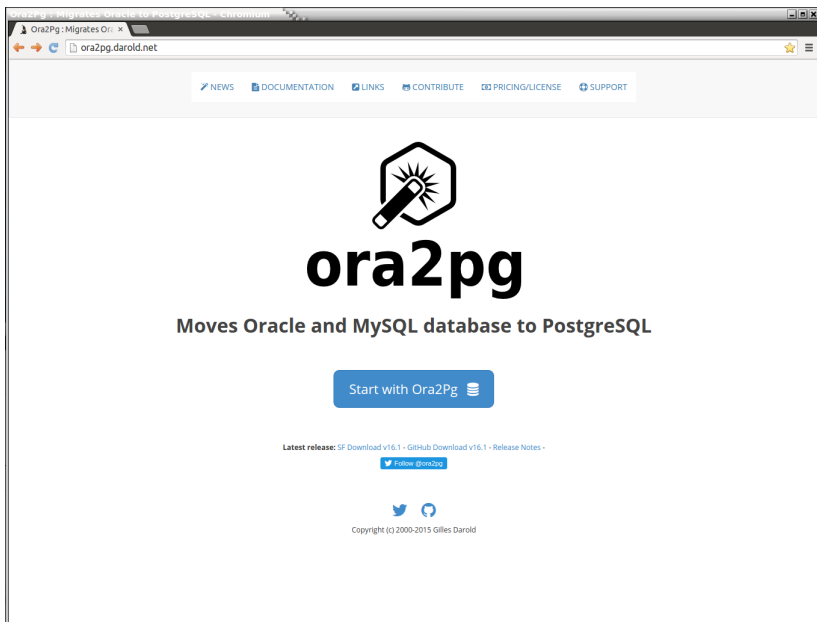 Ora2Pg : Migrates Oracle to PostgreSQL - Chromium
Ora2Pg : Migrates Ora
ora2pg.darold.net
NEWS DOCUMENTATION LINKS CONTRIBUTE PRICING/LICENSE SUPPORT
ora2pg
Moves Oracle and MySQL database to PostgreSQL
Start with Ora2Pg
Latest release: SF Download v16.1 - GitHub Download v16.1 - Release Notes -
Follow @ora2pg
Copyright (c) 2000-2015 Gilles Darold